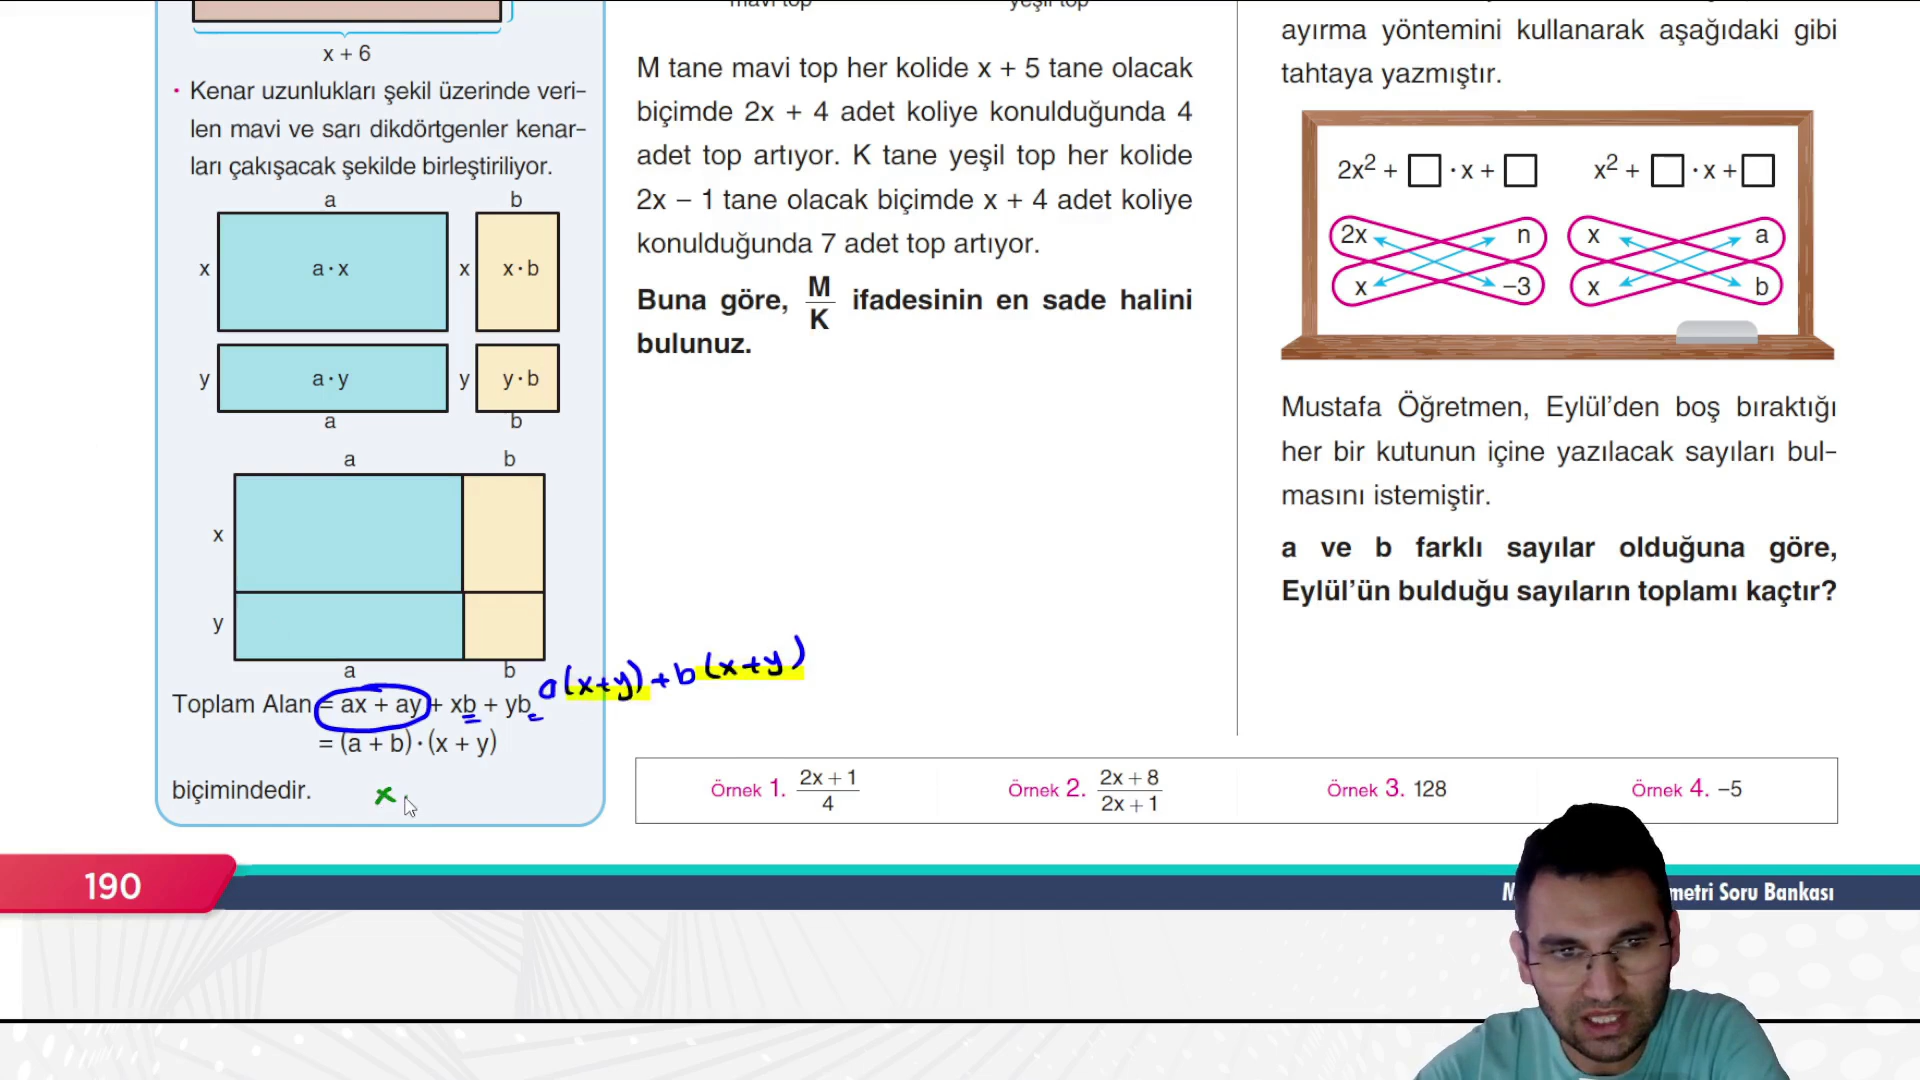 x + 6
• Kenar uzunlukları şekil üzerinde veri-
len mavi ve sarı dikdörtgenler kenar-
ları çakışacak şekilde birleştiriliyor.
a b
x a · x x x · b
y a · y y y · b
a b
a b
x
y
a b
a(x+y)+b(x+y)
Toplam Alan = ax + ay + xb + yb
= (a + b) · (x + y)
biçimindedir.
x
mavi top yeşil top
M tane mavi top her kolide x + 5 tane olacak
biçimde 2x + 4 adet koliye konulduğunda 4
adet top artıyor. K tane yeşil top her kolide
2x – 1 tane olacak biçimde x + 4 adet koliye
konulduğunda 7 adet top artıyor.
Buna göre, M/K ifadesinin en sade halini
bulunuz.
ayırma yöntemini kullanarak aşağıdaki gibi
tahtaya yazmıştır.
2x² + □ · x + □ x² + □ · x + □
2x n x a
x –3 x b
Mustafa Öğretmen, Eylül’den boş bıraktığı
her bir kutunun içine yazılacak sayıları bul-
masını istemiştir.
a ve b farklı sayılar olduğuna göre,
Eylül’ün bulduğu sayıların toplamı kaçtır?
Örnek 1. (2x + 1)/4 Örnek 2. (2x + 8)/(2x + 1) Örnek 3. 128 Örnek 4. –5
190
metri Soru Bankası